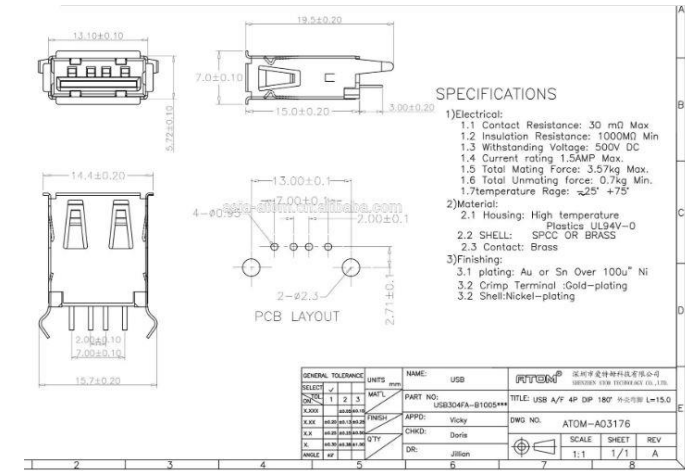 19.5±0.20
13.10±0.10
7.0±0.10
5.72±0.10
15.0±0.20
3.00±0.20
SPECIFICATIONS
1)Electrical:
1.1 Contact Resistance: 30 mΩ Max
1.2 Insulation Resistance: 1000MΩ Min
1.3 Withstanding Voltage: 500V DC
1.4 Current rating 1.5AMP Max.
1.5 Total Mating Force: 3.57kg Max.
1.6 Total Unmating force: 0.7kg Min.
1.7temperature Rage: -25° +75°
2)Material:
2.1 Housing: High temperature
Plastics UL94V-0
2.2 SHELL: SPCC OR BRASS
2.3 Contact: Brass
3)Finishing:
3.1 plating: Au or Sn Over 100u" Ni
3.2 Crimp Terminal :Gold-plating
3.2 Shell:Nickel-plating
14.4±0.20
13.00±0.1
7.00±0.1
4-ø0.95
2.00±0.1
2-ø2.3
2.71±0.1
PCB LAYOUT
2.00±0.10
7.00±0.10
15.7±0.20
GENERAL TOLERANCE
SELECT ✓
TOL 1 2 3
X.XXX
X.XX
X.X
X.
ANGLE
UNITS mm
MAT'L
FINISH
Q'TY
NAME: USB
PART NO: USB304FA-B1005***
APPD: Vicky
CHKD: Doris
DR: Jillian
ATOM
TITLE: USB A/F 4P DIP 180° L=15.0
DWG NO. ATOM-A03176
SCALE SHEET REV
1:1 1/1 A
A
B
C
D
E
2 3 4 5 6 7 8